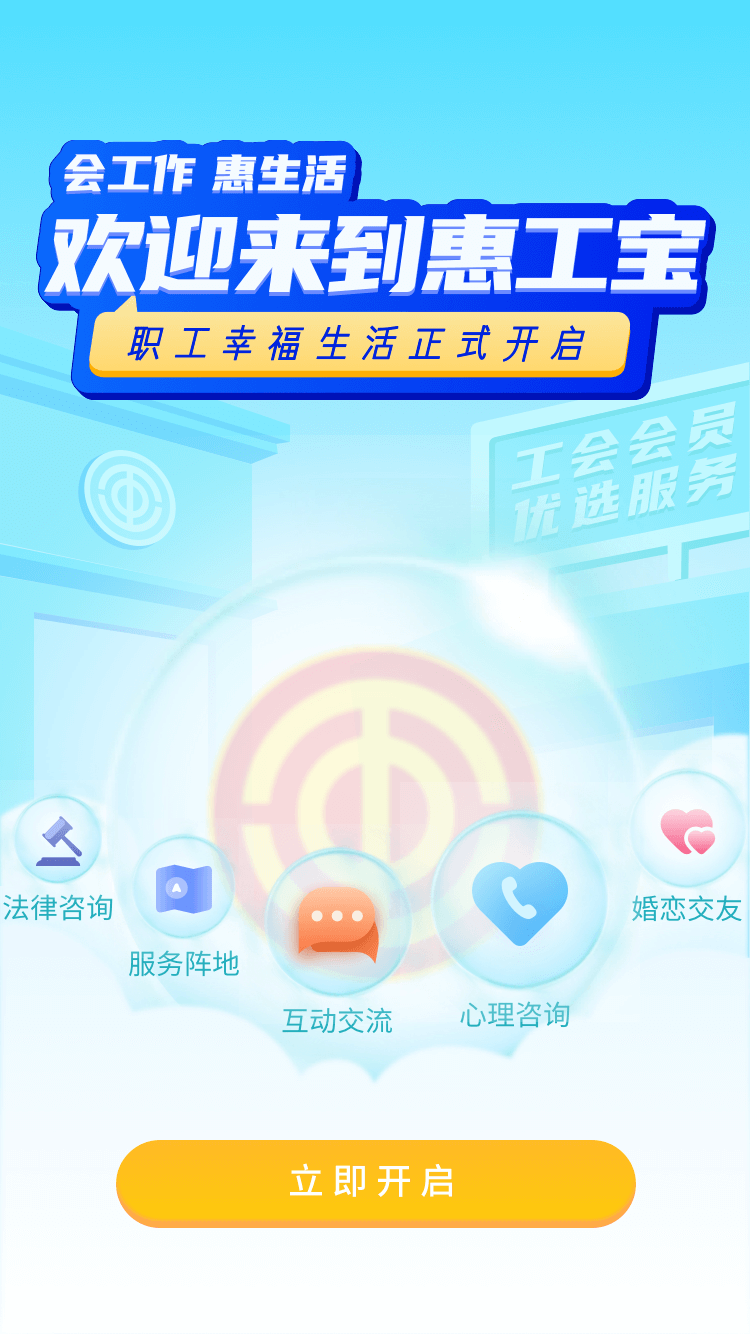 会工作 惠生活
欢迎来到惠工宝
职工幸福生活正式开启
工会会员
优选服务
法律咨询
服务阵地
互动交流
心理咨询
婚恋交友
立即开启